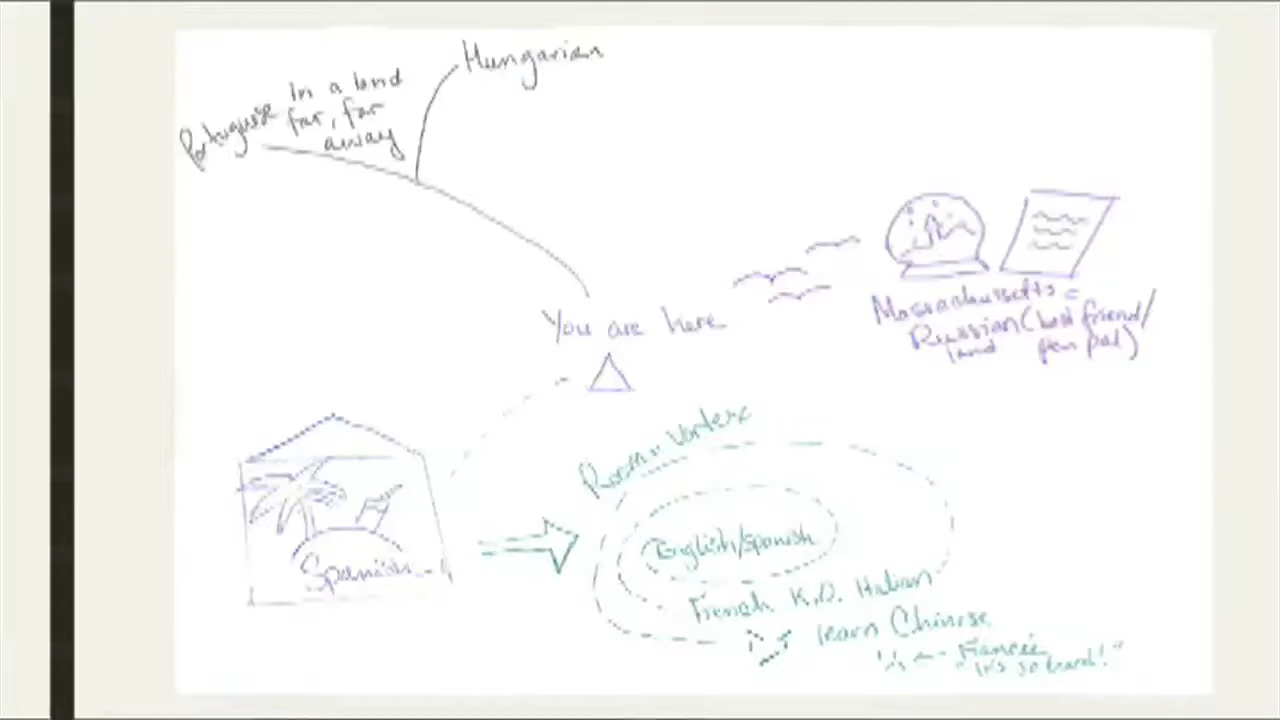 Hungarian
Portuguese
In a land
far, far
away
You are here
Massachusetts =
Russian (best friend/
land pen pal)
Room = Vortex
English/Spanish
Spanish
French K.O. Italian
learn Chinese
Fiancée
"It's so hard!"